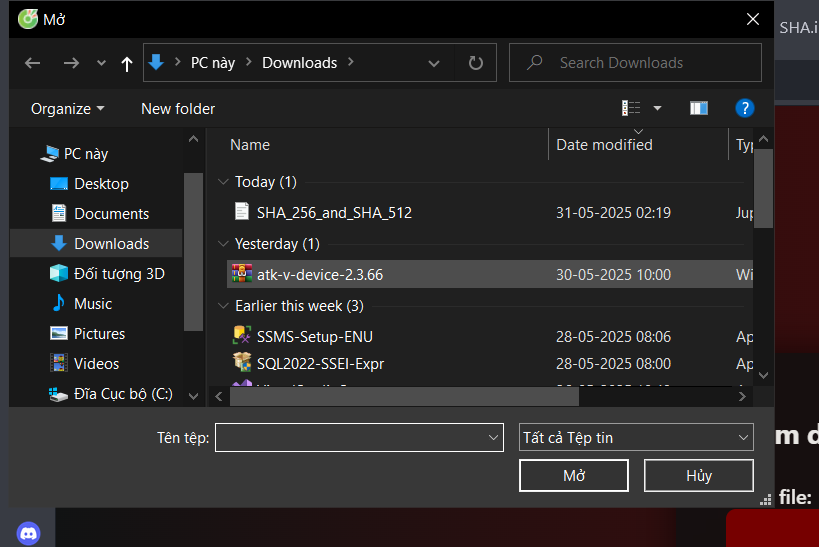 Mở
SHA.i
PC này
Downloads
Search Downloads
Organize
New folder
?
Name
Date modified
Typ
PC này
Desktop
Documents
Downloads
Đối tượng 3D
Music
Pictures
Videos
Đĩa Cục bộ (C:)
Today (1)
SHA_256_and_SHA_512 31-05-2025 02:19 Jup
Yesterday (1)
atk-v-device-2.3.66 30-05-2025 10:00 Wi
Earlier this week (3)
SSMS-Setup-ENU 28-05-2025 08:06 Ap
SQL2022-SSEI-Expr 28-05-2025 08:00 Ap
Tên tệp:
Tất cả Tệp tin
Mở
Hủy
m d
file: